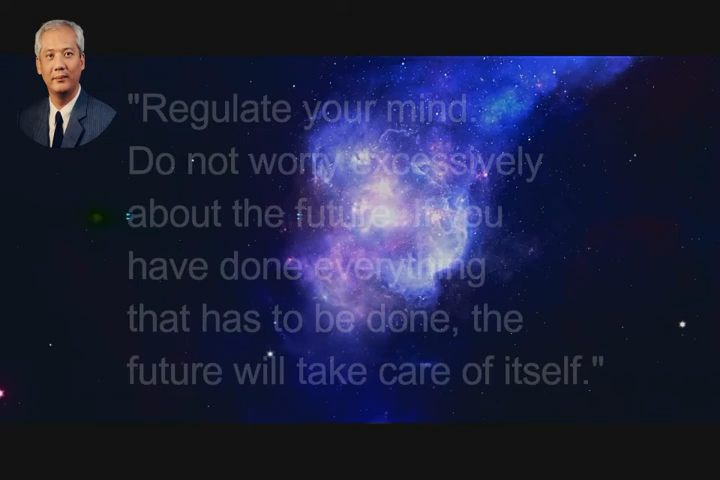 "Regulate your mind.
Do not worry excessively
about the future. If you
have done everything
that has to be done, the
future will take care of itself."